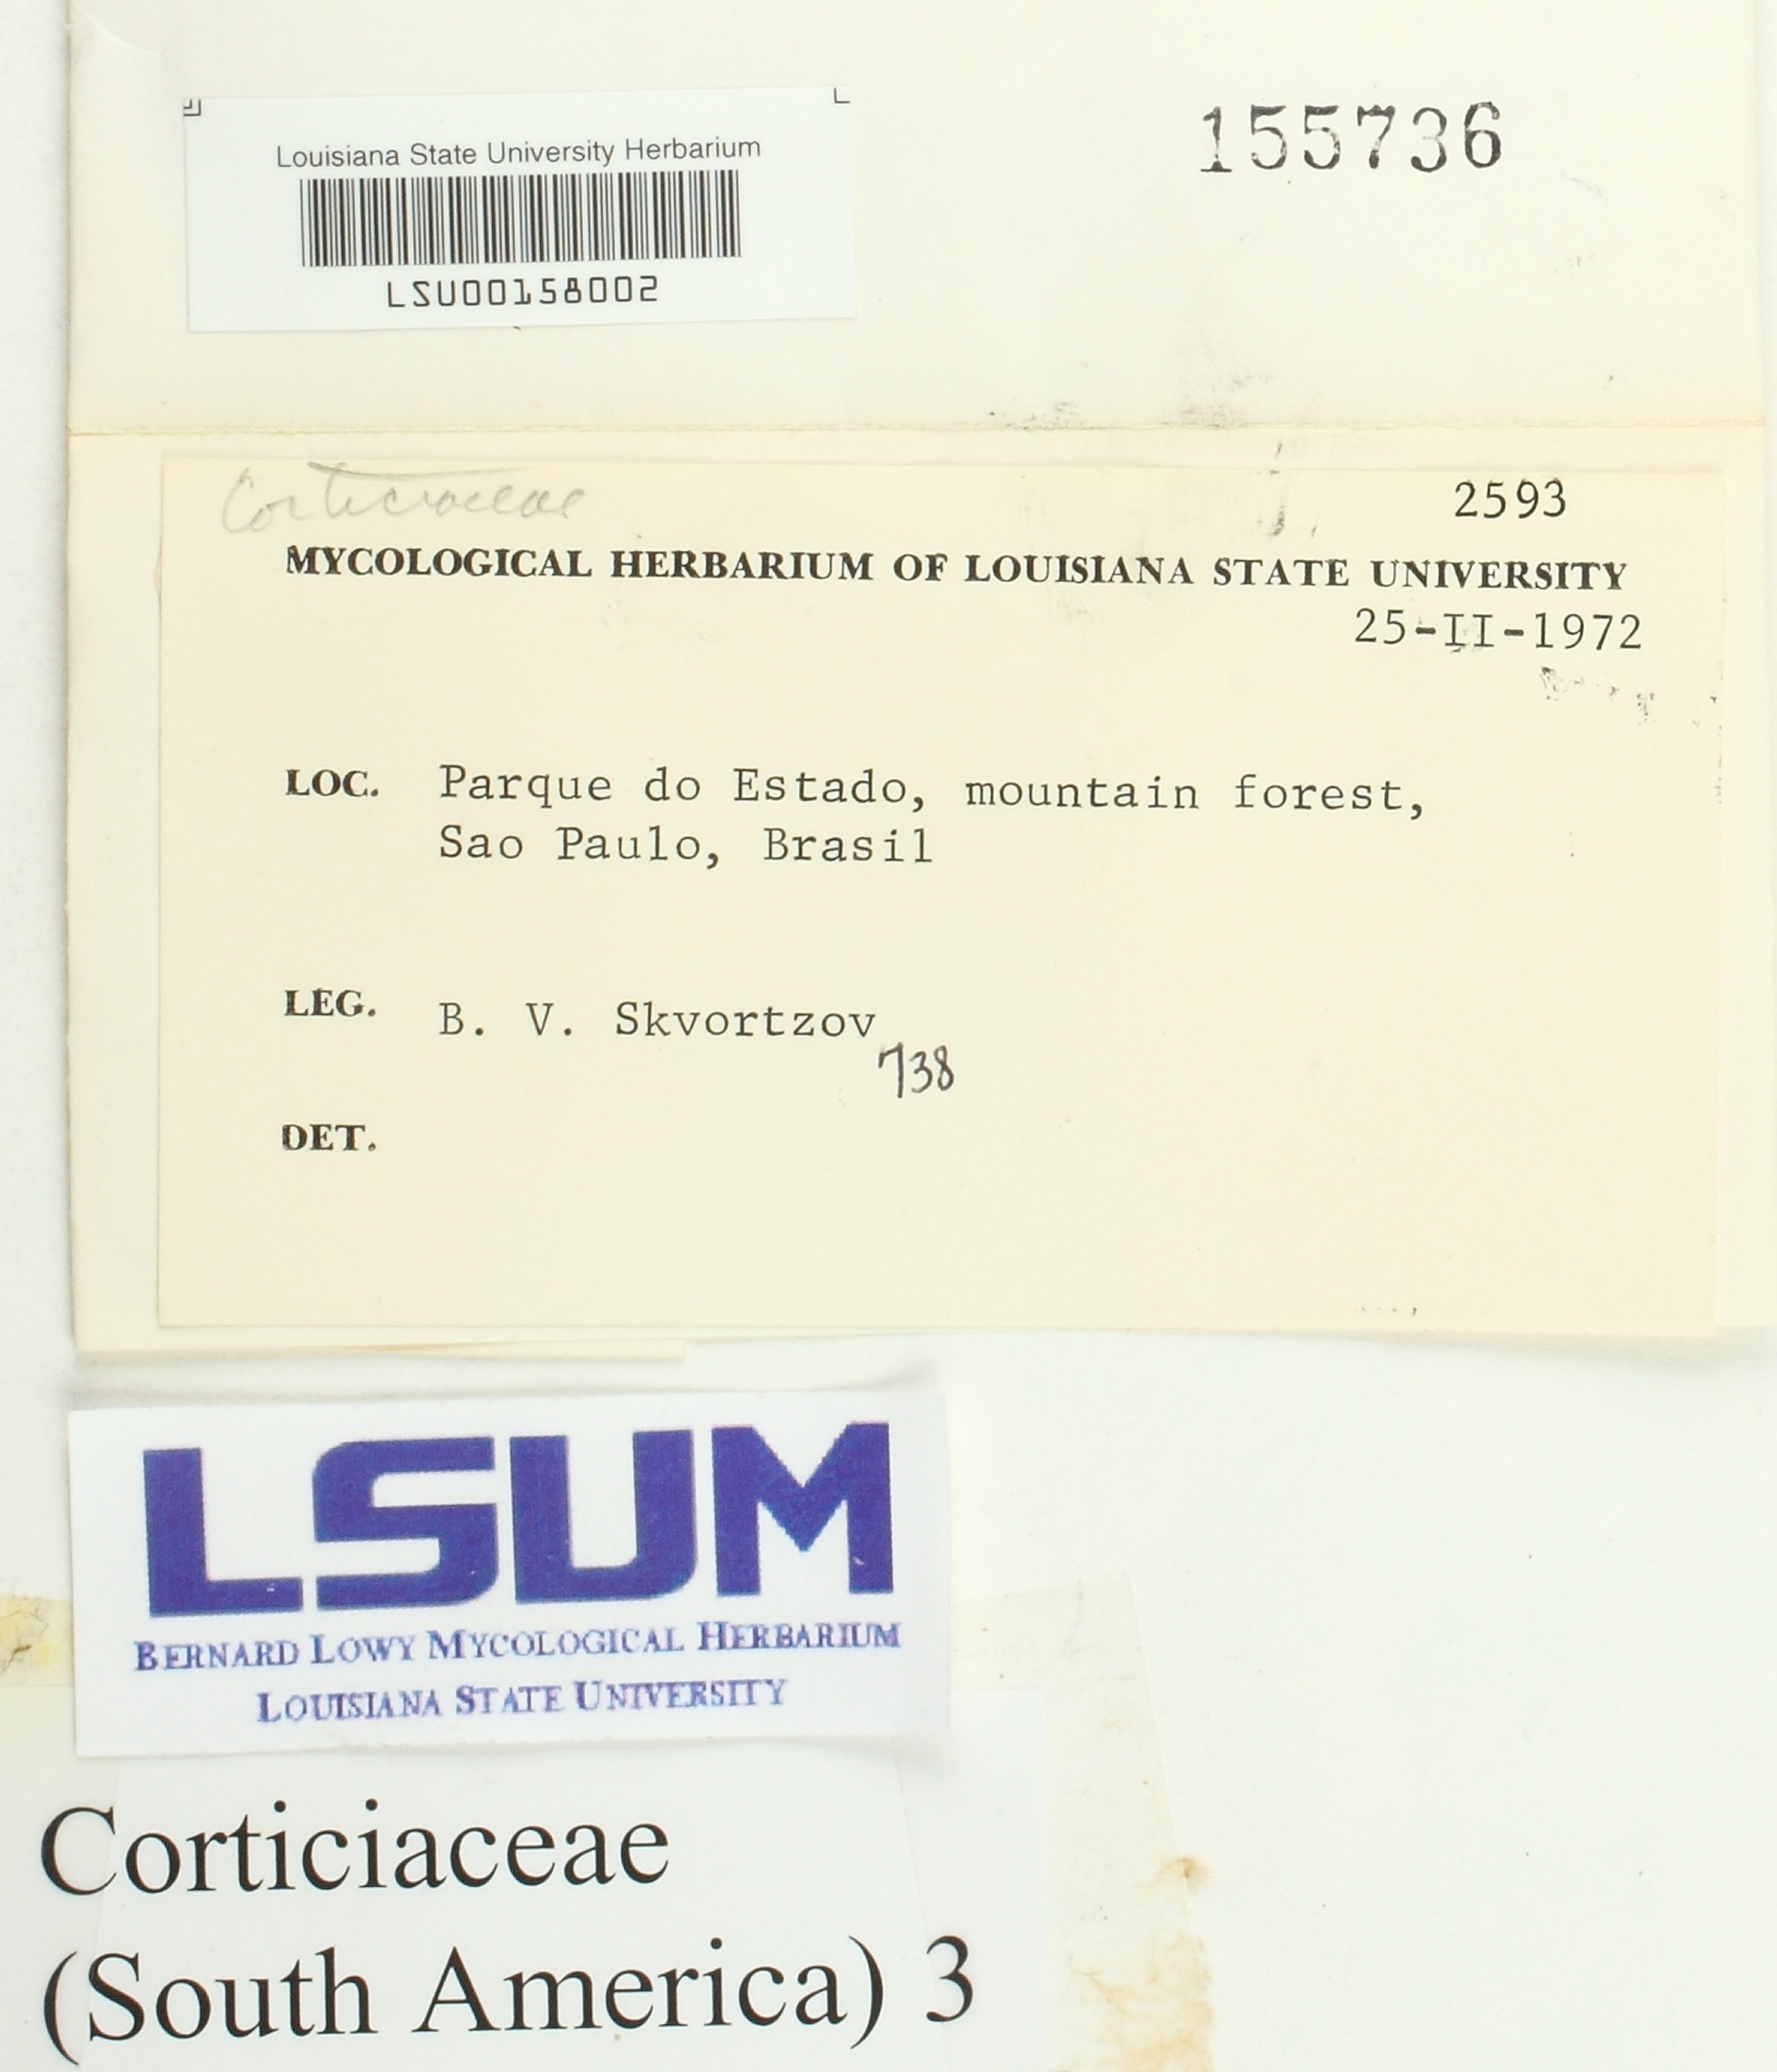 Louisiana State University Herbarium
LSU00158002
155736
Corticiaceae
2593
MYCOLOGICAL HERBARIUM OF LOUISIANA STATE UNIVERSITY
25-II-1972
LOC. Parque do Estado, mountain forest,
Sao Paulo, Brasil
LEG. B. V. Skvortzov
738
DET.
LSUM
BERNARD LOWY MYCOLOGICAL HERBARIUM
LOUISIANA STATE UNIVERSITY
Corticiaceae
(South America) 3